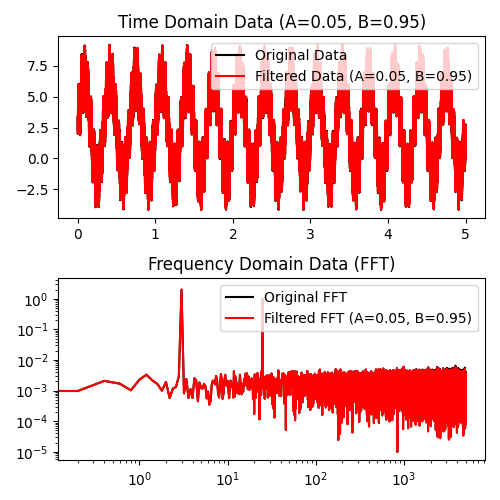 Time Domain Data (A=0.05, B=0.95)
Original Data
Filtered Data (A=0.05, B=0.95)
7.5
5.0
2.5
0.0
−2.5
0 1 2 3 4 5
Frequency Domain Data (FFT)
Original FFT
Filtered FFT (A=0.05, B=0.95)
10⁰
10⁻¹
10⁻²
10⁻³
10⁻⁴
10⁻⁵
10⁰ 10¹ 10² 10³